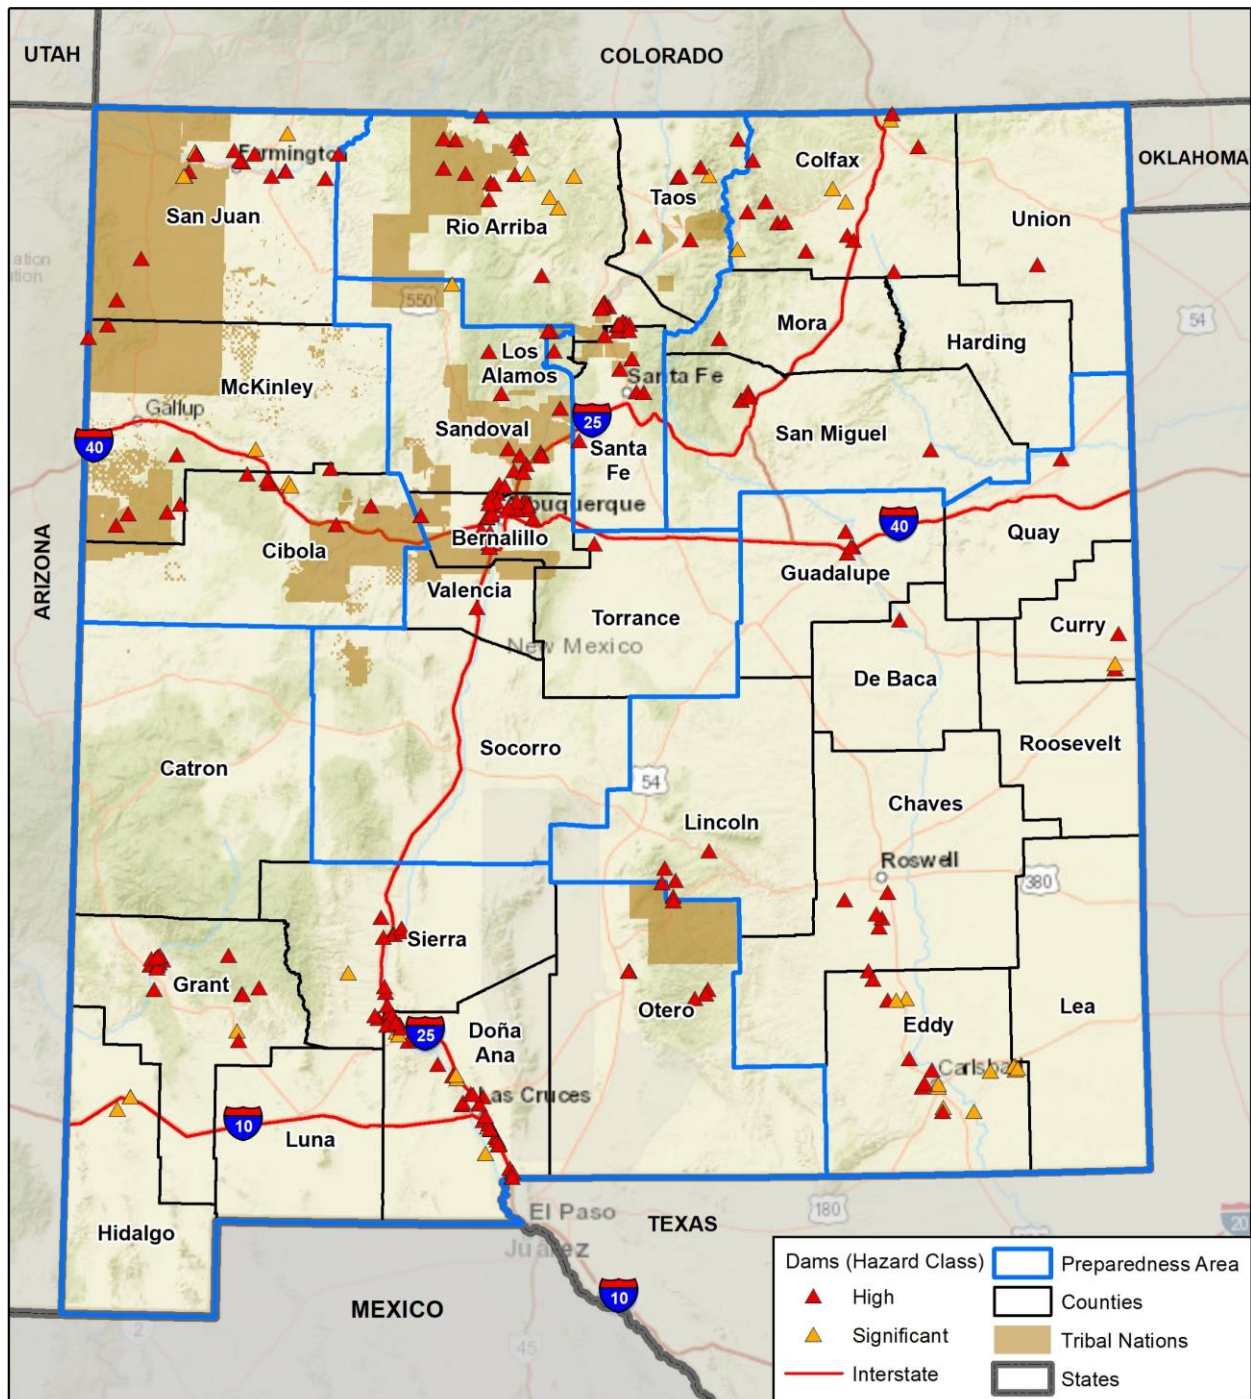 UTAH
COLORADO
OKLAHOMA
Farmington
San Juan
Rio Arriba
Taos
Colfax
Union
550
54
Mora
Harding
Los
Alamos
McKinley
Gallup
Santa Fe
40
25
Sandoval
Santa
Fe
San Miguel
Albuquerque
40
Quay
Cibola
Bernalillo
Guadalupe
ARIZONA
Valencia
Torrance
Curry
New Mexico
De Baca
Roosevelt
Socorro
Catron
54
Chaves
Lincoln
Roswell
380
Sierra
Grant
Otero
Eddy
Lea
25
Doña
Ana
Carlsbad
Las Cruces
10
Luna
Hidalgo
El Paso
TEXAS
180
20
Juárez
MEXICO
10
2
45
Dams (Hazard Class)
High
Significant
Interstate
Preparedness Area
Counties
Tribal Nations
States